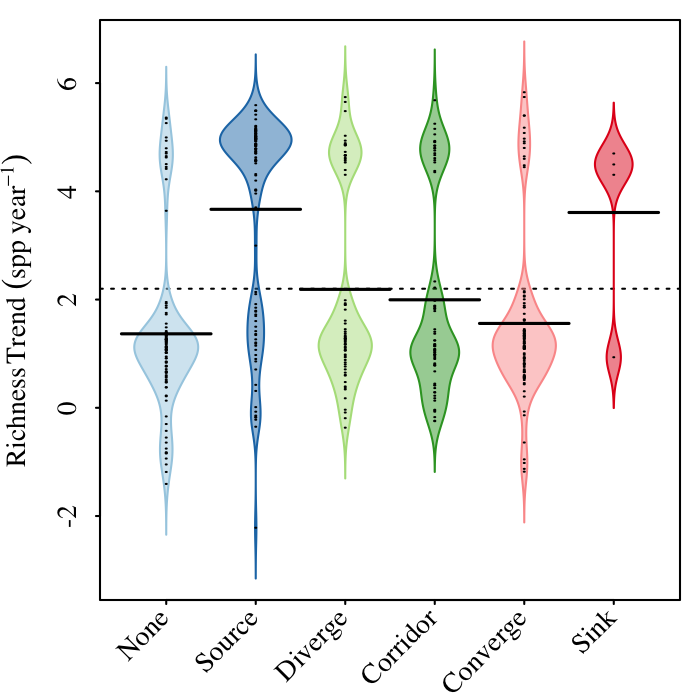 Richness Trend (spp year⁻¹)
6
4
2
0
-2
None
Source
Diverge
Corridor
Converge
Sink